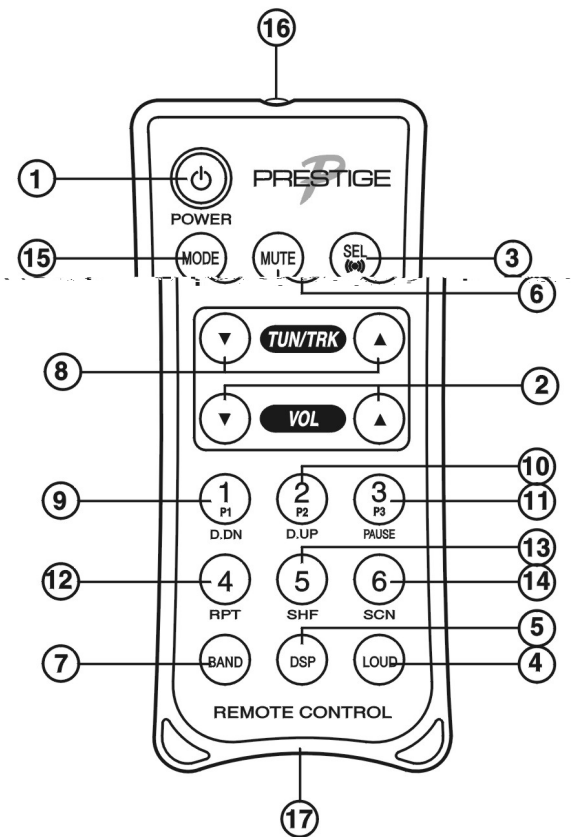 16
1
PRESTIGE
POWER
15 MODE MUTE SEL 3
6
▼ TUN/TRK ▲
8
2
▼ VOL ▲
10
9 1 2 3 11
P1 P2 P3
D.DN D.UP PAUSE
13
12 4 5 6 14
RPT SHF SCN
5
7 BAND DSP LOUD 4
REMOTE CONTROL
17